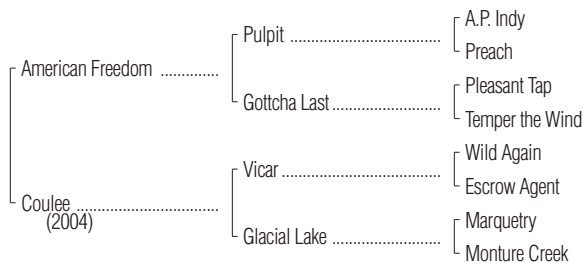 A.P. Indy
Pulpit ........................................
Preach
American Freedom ...............
Pleasant Tap
Gottcha Last............................
Temper the Wind
Wild Again
Vicar..........................................
Escrow Agent
Coulee .....................................
(2004)
Marquetry
Glacial Lake ............................
Monture Creek